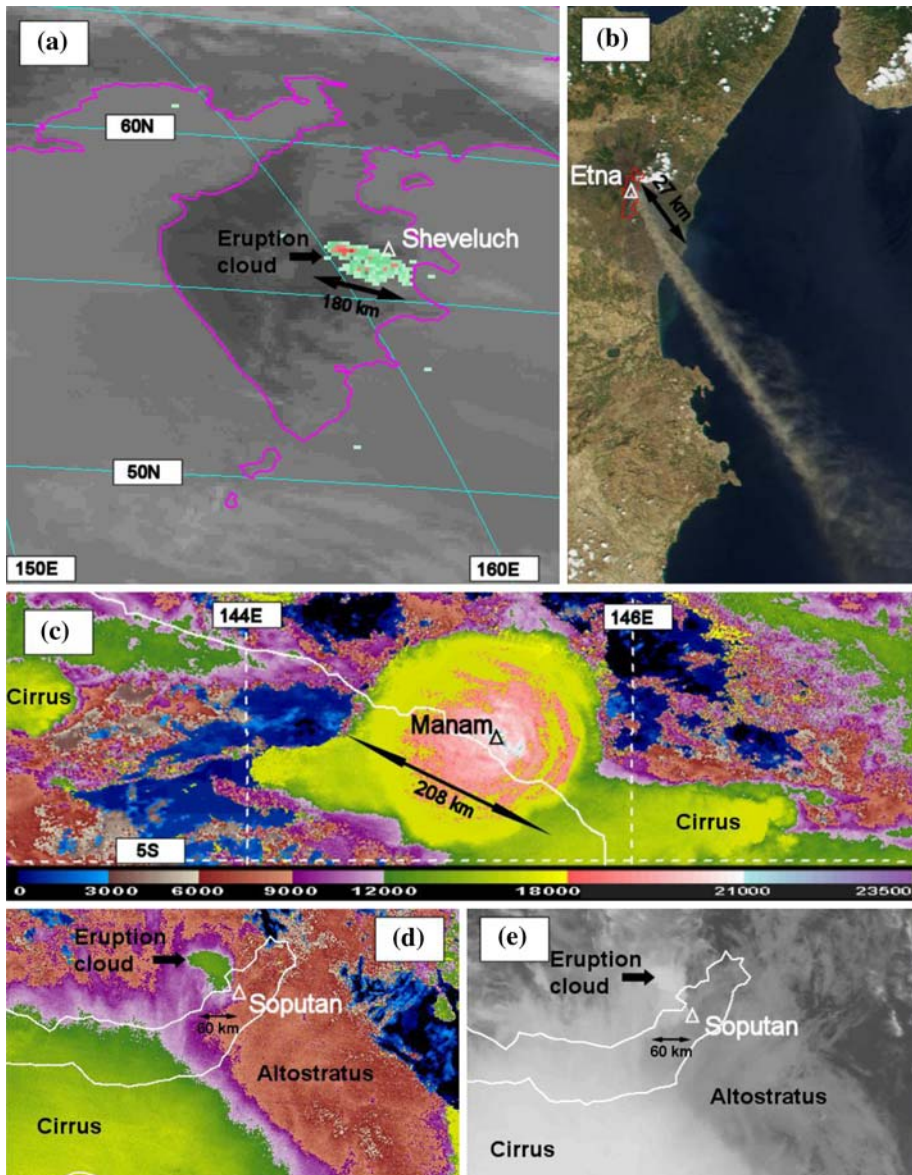 (a)
60N
Sheveluch
Eruption
cloud
180 km
50N
150E
160E
(b)
Etna
27 km
(c)
144E
146E
Cirrus
Manam
208 km
Cirrus
5S
0 3000 6000 9000 12000 18000 21000 23500
(d)
Eruption
cloud
Soputan
60 km
Altostratus
Cirrus
(e)
Eruption
cloud
Soputan
60 km
Altostratus
Cirrus